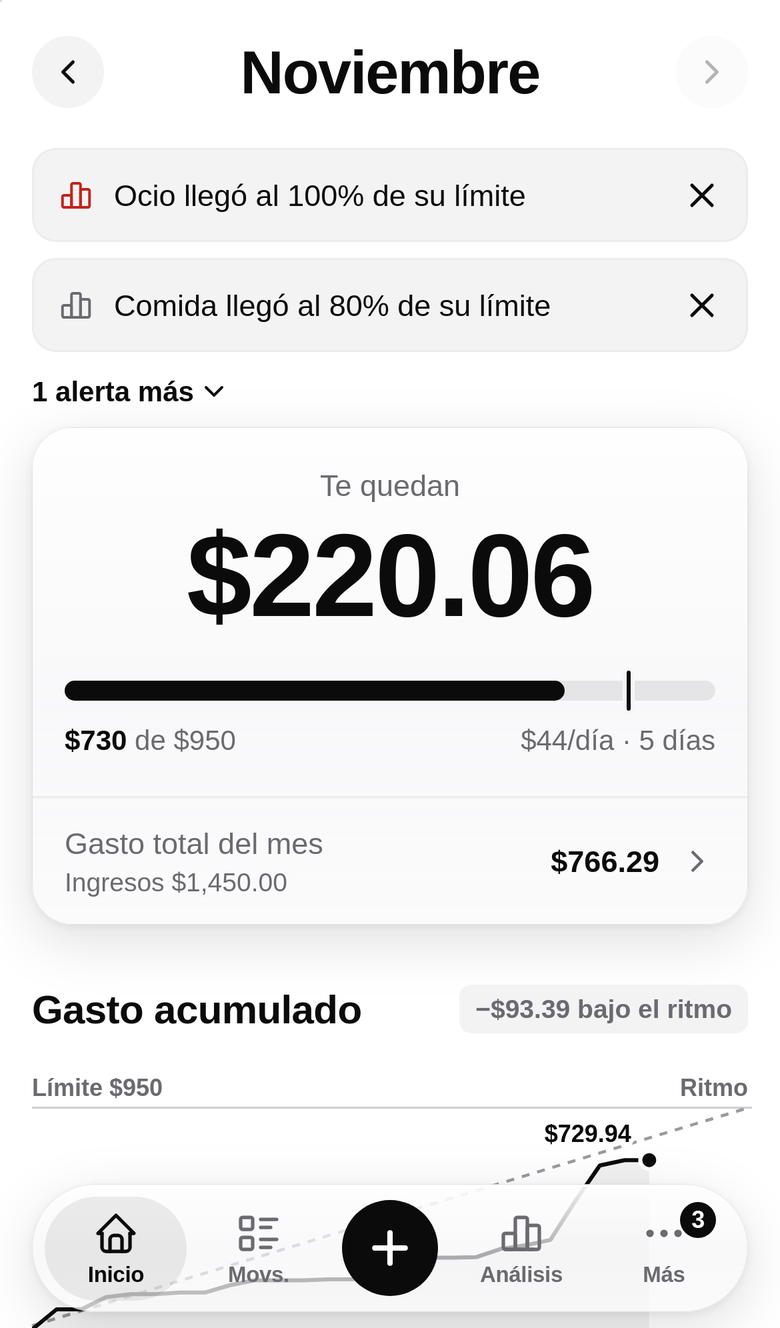 Noviembre
Ocio llegó al 100% de su límite
Comida llegó al 80% de su límite
1 alerta más
Te quedan
$220.06
$730 de $950
$44/día · 5 días
Gasto total del mes
Ingresos $1,450.00
$766.29
Gasto acumulado
−$93.39 bajo el ritmo
Límite $950
Ritmo
$729.94
3
Inicio
Movs.
Análisis
Más